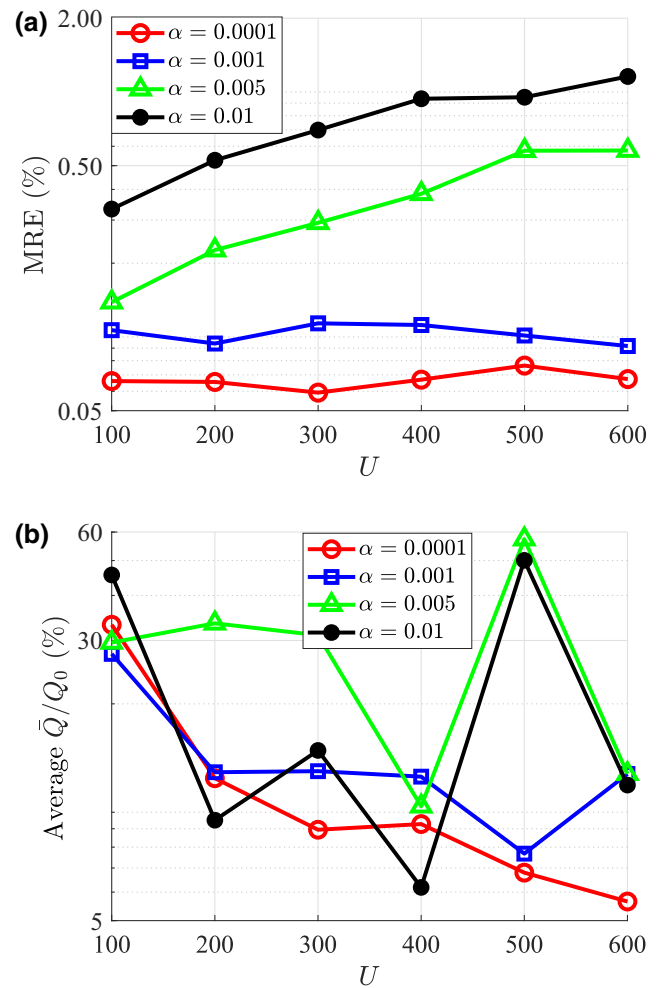 (a)
2.00
α = 0.0001
α = 0.001
α = 0.005
α = 0.01
0.50
MRE (%)
0.05
100 200 300 400 500 600
U
(b)
60
α = 0.0001
α = 0.001
α = 0.005
α = 0.01
30
Average Q̄/Q₀ (%)
5
100 200 300 400 500 600
U